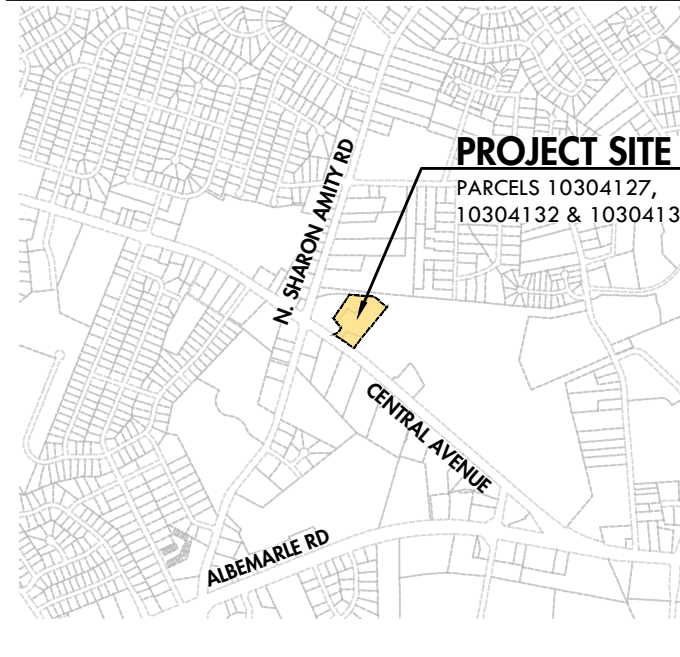 PROJECT SITE
PARCELS 10304127,
10304132 & 1030413
N. SHARON AMITY RD
CENTRAL AVENUE
ALBEMARLE RD